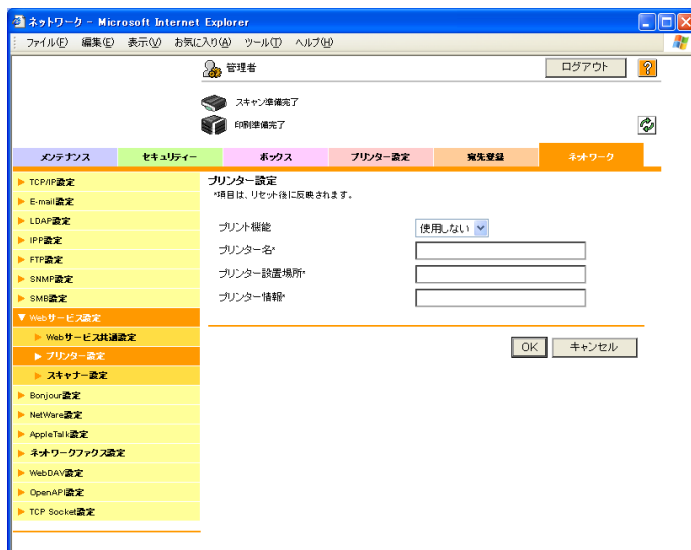 ネットワーク - Microsoft Internet Explorer
ファイル(F) 編集(E) 表示(V) お気に入り(A) ツール(T) ヘルプ(H)
管理者
ログアウト
?
スキャン準備完了
印刷準備完了
メンテナンス セキュリティー ボックス プリンター設定 宛先登録 ネットワーク
TCP/IP設定
E-mail設定
LDAP設定
IPP設定
FTP設定
SNMP設定
SMB設定
Webサービス設定
Webサービス共通設定
プリンター設定
スキャナー設定
Bonjour設定
NetWare設定
AppleTalk設定
ネットワークファクス設定
WebDAV設定
OpenAPI設定
TCP Socket設定
プリンター設定
*項目は、リセット後に反映されます。
プリント機能 使用しない
プリンター名*
プリンター設置場所*
プリンター情報*
OK キャンセル